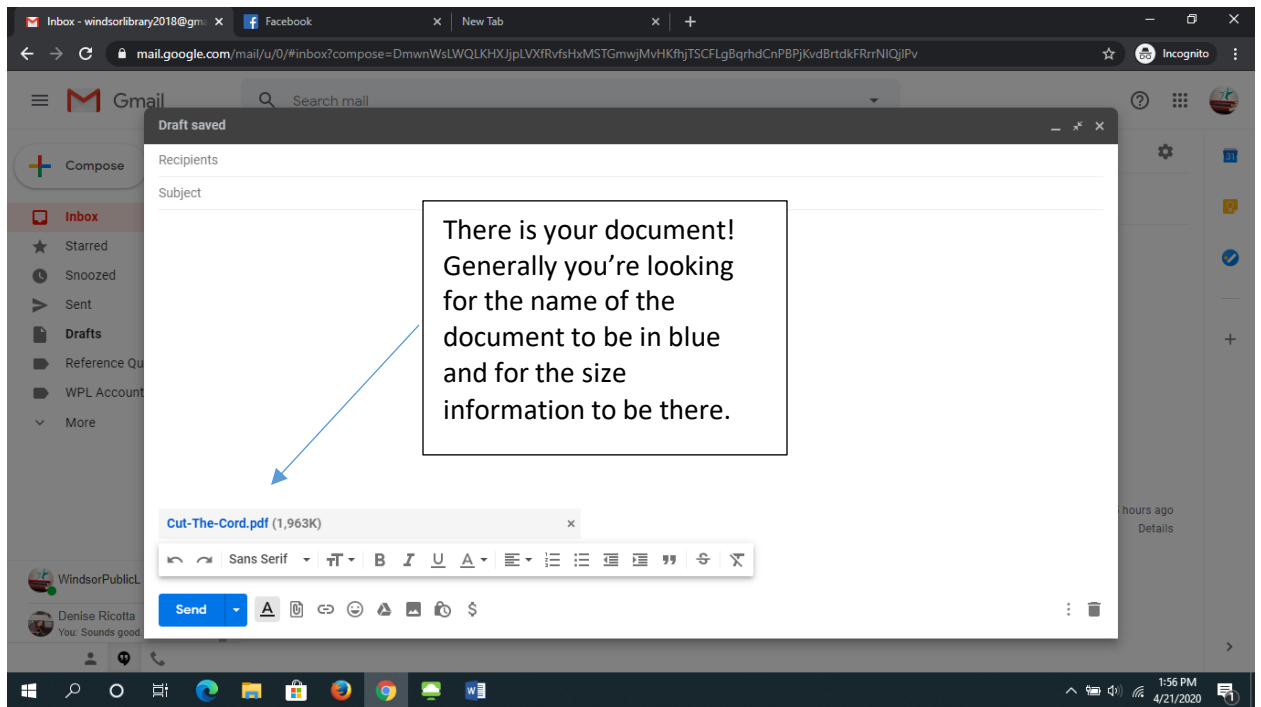 Inbox - windsorlibrary2018@gma
Facebook
New Tab
mail.google.com/mail/u/0/#inbox?compose=DmwnWsLWQLKHXJjpLVXfRvfsHxMSTGmwjMvHKfhjTSCFLgBqrhdCnPBPjKvdBrtdkFRrrNlQjlPv
Incognito
Gmail
Search mail
Draft saved
Recipients
Subject
Compose
Inbox
Starred
Snoozed
Sent
Drafts
Reference Qu
WPL Account
More
31
There is your document!
Generally you’re looking
for the name of the
document to be in blue
and for the size
information to be there.
Cut-The-Cord.pdf (1,963K)
hours ago
Details
Sans Serif
WindsorPublicL
Send
Denise Ricotta
You: Sounds good.
1:56 PM
4/21/2020